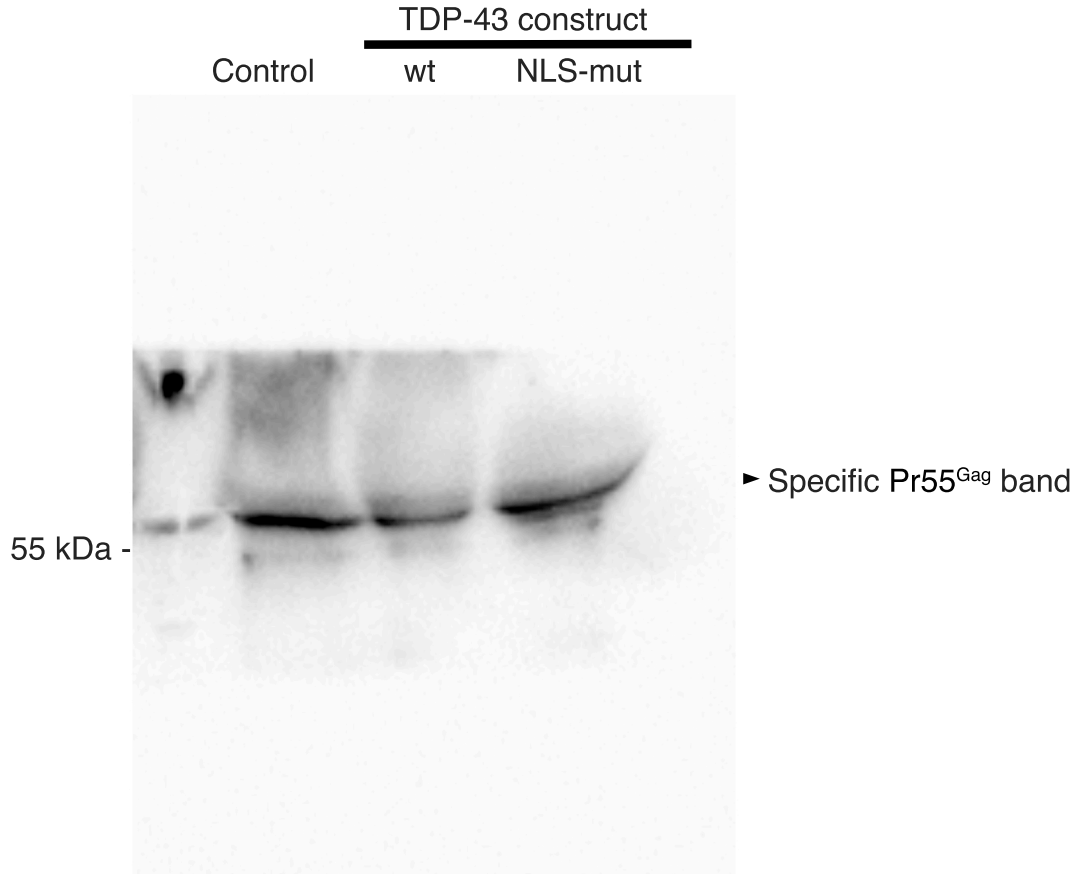 TDP-43 construct
Control wt NLS-mut
► Specific Pr55Gag band
55 kDa -